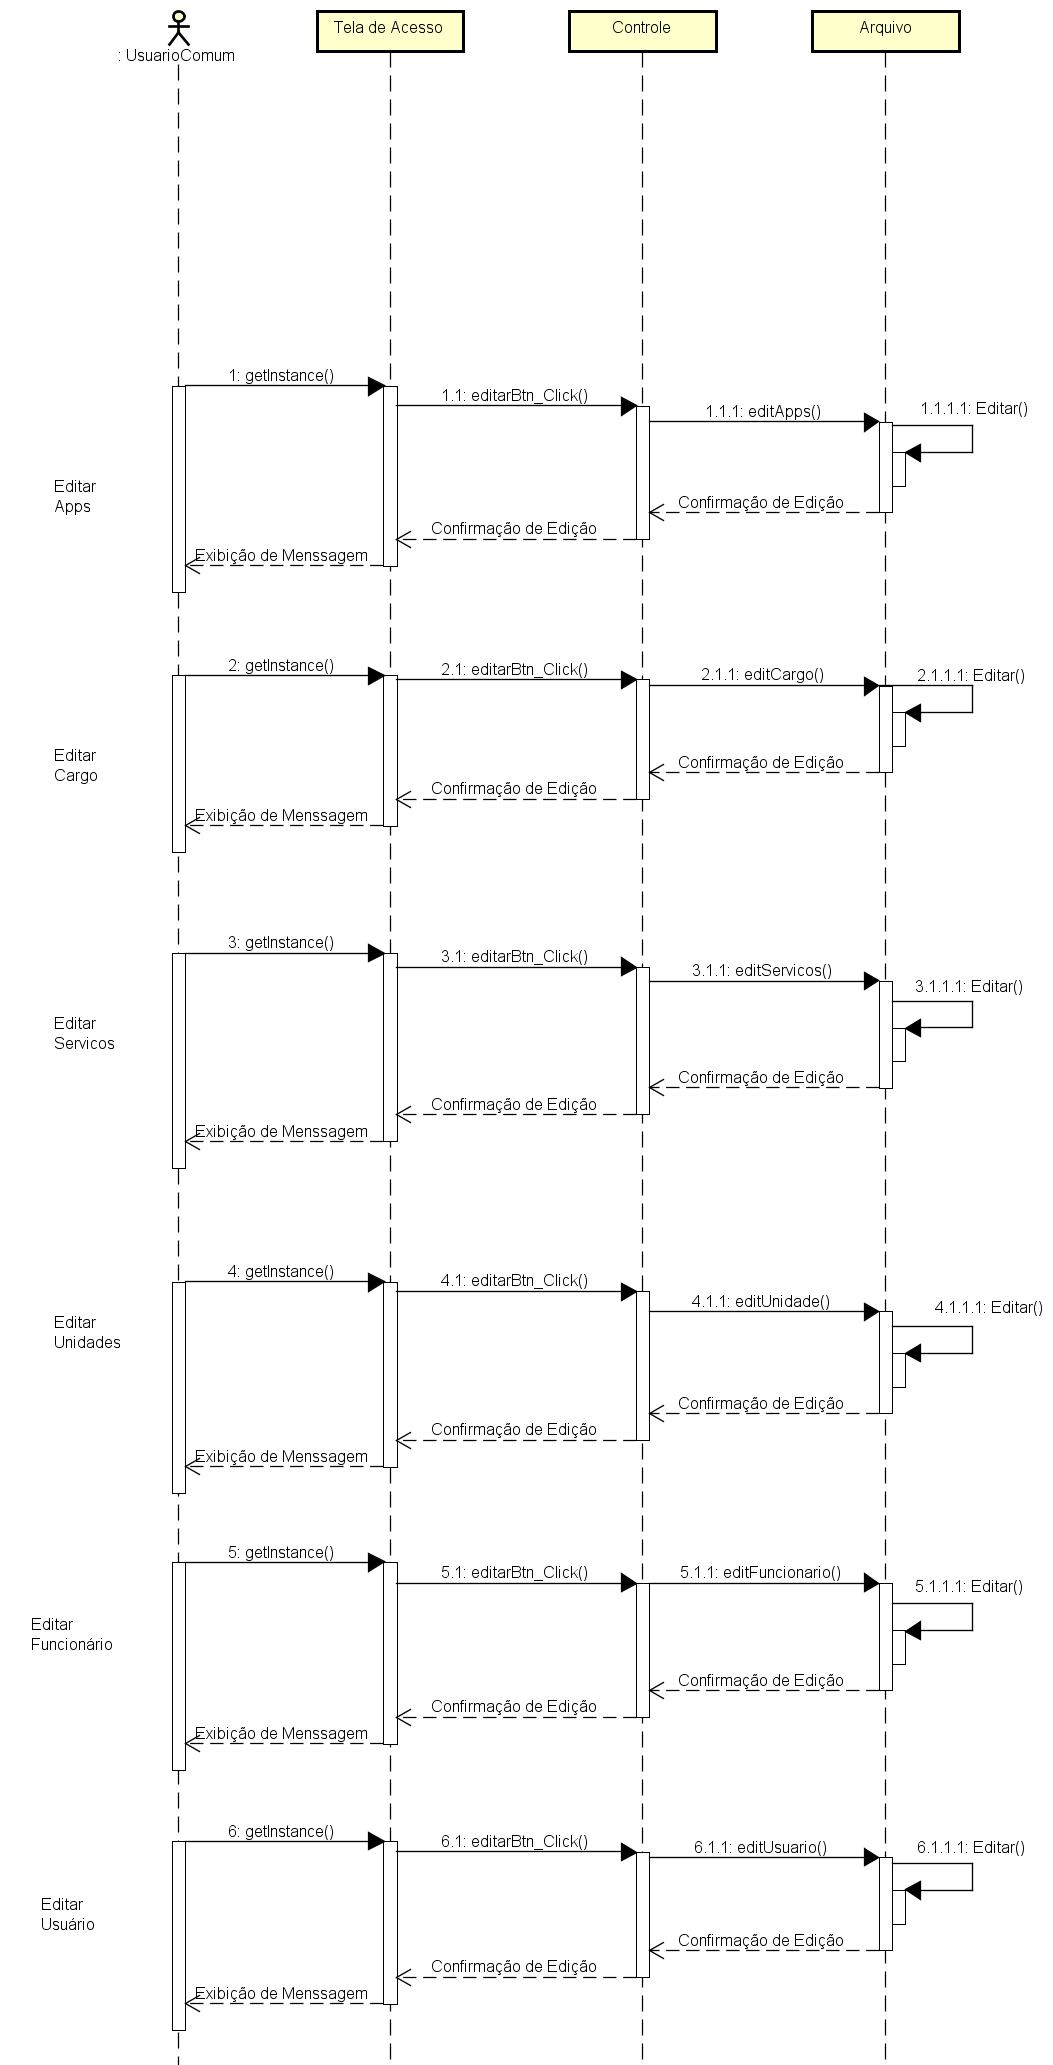 : UsuarioComum
Tela de Acesso
Controle
Arquivo
1: getInstance()
1.1: editarBtn_Click()
1.1.1: editApps()
1.1.1.1: Editar()
Editar
Apps
Confirmação de Edição
Confirmação de Edição
Exibição de Menssagem
2: getInstance()
2.1: editarBtn_Click()
2.1.1: editCargo()
2.1.1.1: Editar()
Editar
Cargo
Confirmação de Edição
Confirmação de Edição
Exibição de Menssagem
3: getInstance()
3.1: editarBtn_Click()
3.1.1: editServicos()
3.1.1.1: Editar()
Editar
Servicos
Confirmação de Edição
Confirmação de Edição
Exibição de Menssagem
4: getInstance()
4.1: editarBtn_Click()
4.1.1: editUnidade()
4.1.1.1: Editar()
Editar
Unidades
Confirmação de Edição
Confirmação de Edição
Exibição de Menssagem
5: getInstance()
5.1: editarBtn_Click()
5.1.1: editFuncionario()
5.1.1.1: Editar()
Editar
Funcionário
Confirmação de Edição
Confirmação de Edição
Exibição de Menssagem
6: getInstance()
6.1: editarBtn_Click()
6.1.1: editUsuario()
6.1.1.1: Editar()
Editar
Usuário
Confirmação de Edição
Confirmação de Edição
Exibição de Menssagem